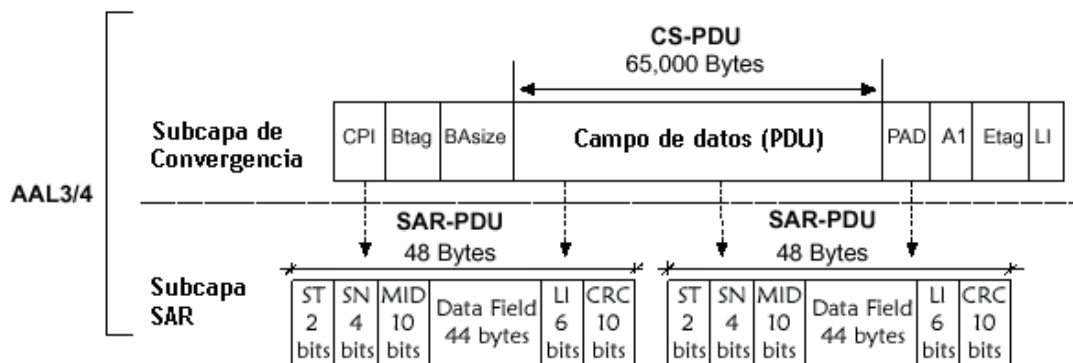 CS-PDU
65,000 Bytes
Subcapa de
Convergencia
CPI Btag BAsize Campo de datos (PDU) PAD A1 Etag LI
AAL3/4
SAR-PDU SAR-PDU
48 Bytes 48 Bytes
Subcapa
SAR
ST SN MID Data Field LI CRC ST SN MID Data Field LI CRC
2 4 10 44 bytes 6 10 2 4 10 44 bytes 6 10
bits bits bits bits bits bits bits bits bits bits